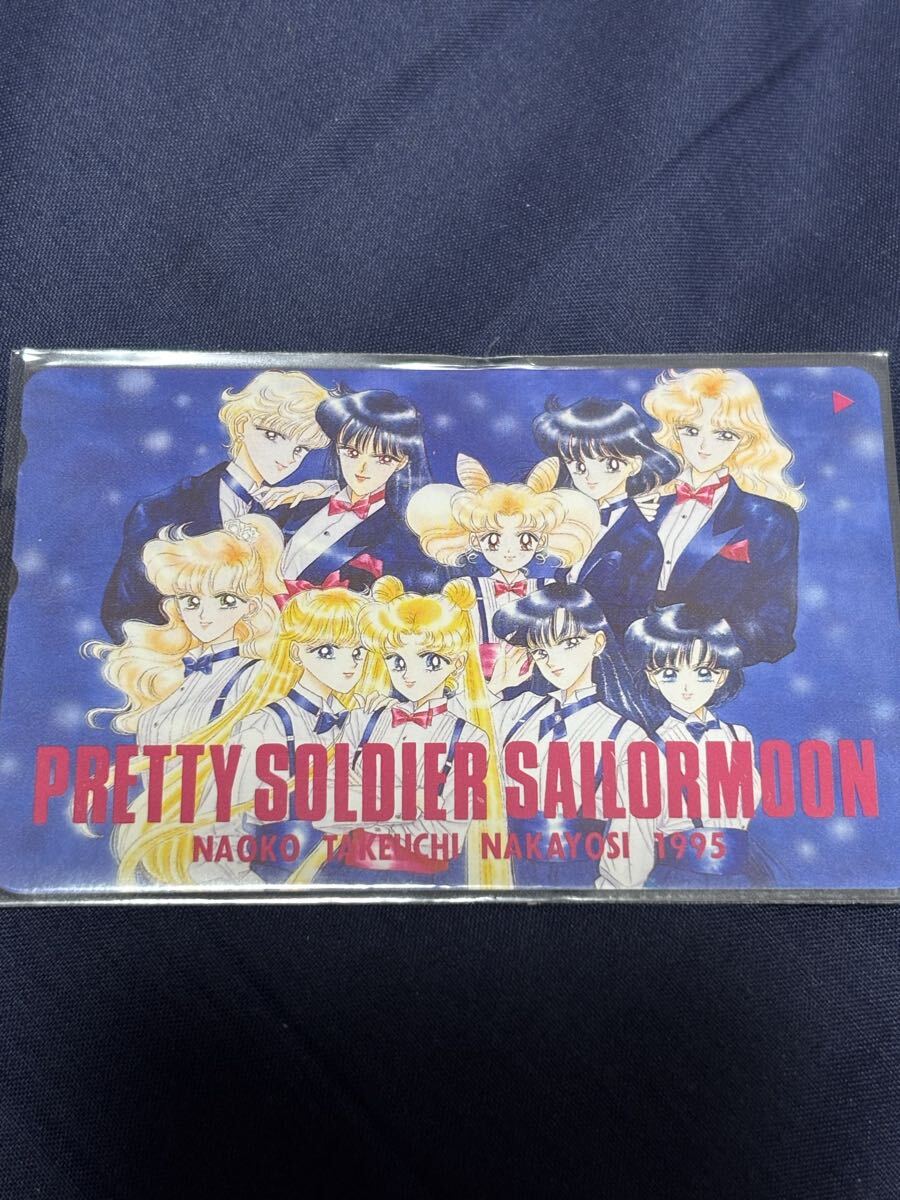 PRETTY SOLDIER SAILORMOON
NAOKO TAKEUCHI NAKAYOSI 1995